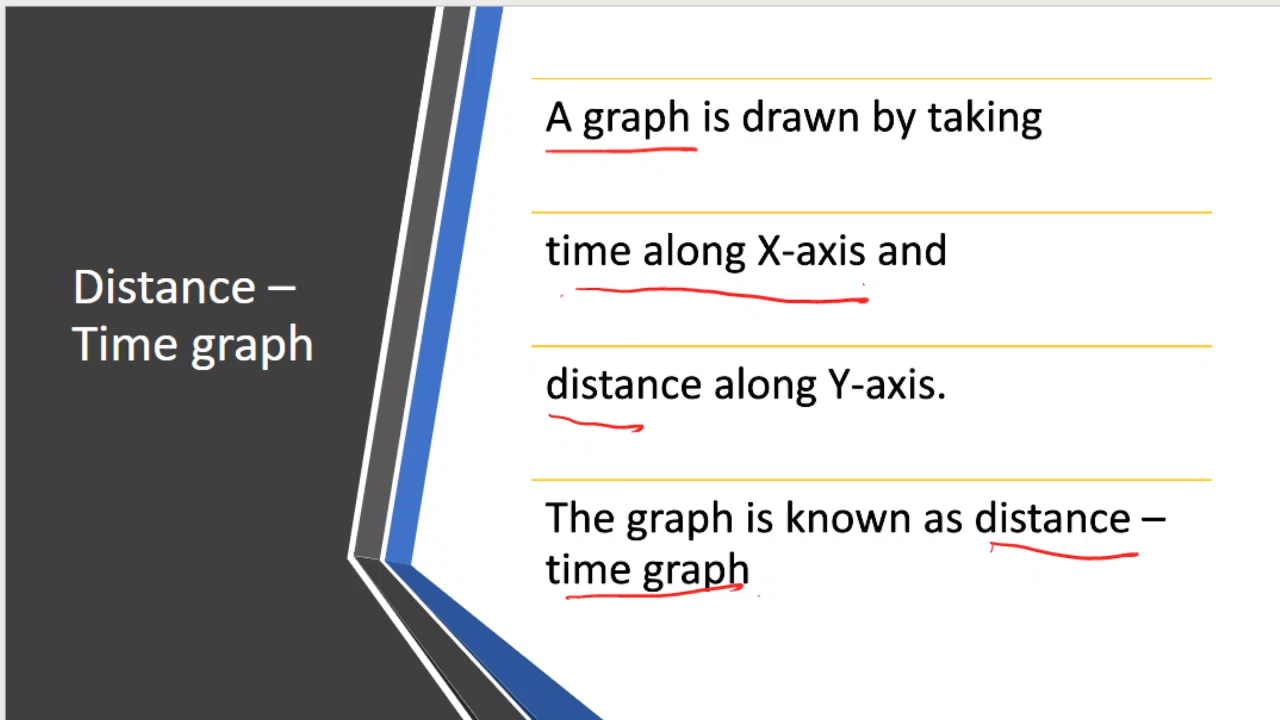 Distance –
Time graph
A graph is drawn by taking
time along X-axis and
distance along Y-axis.
The graph is known as distance –
time graph